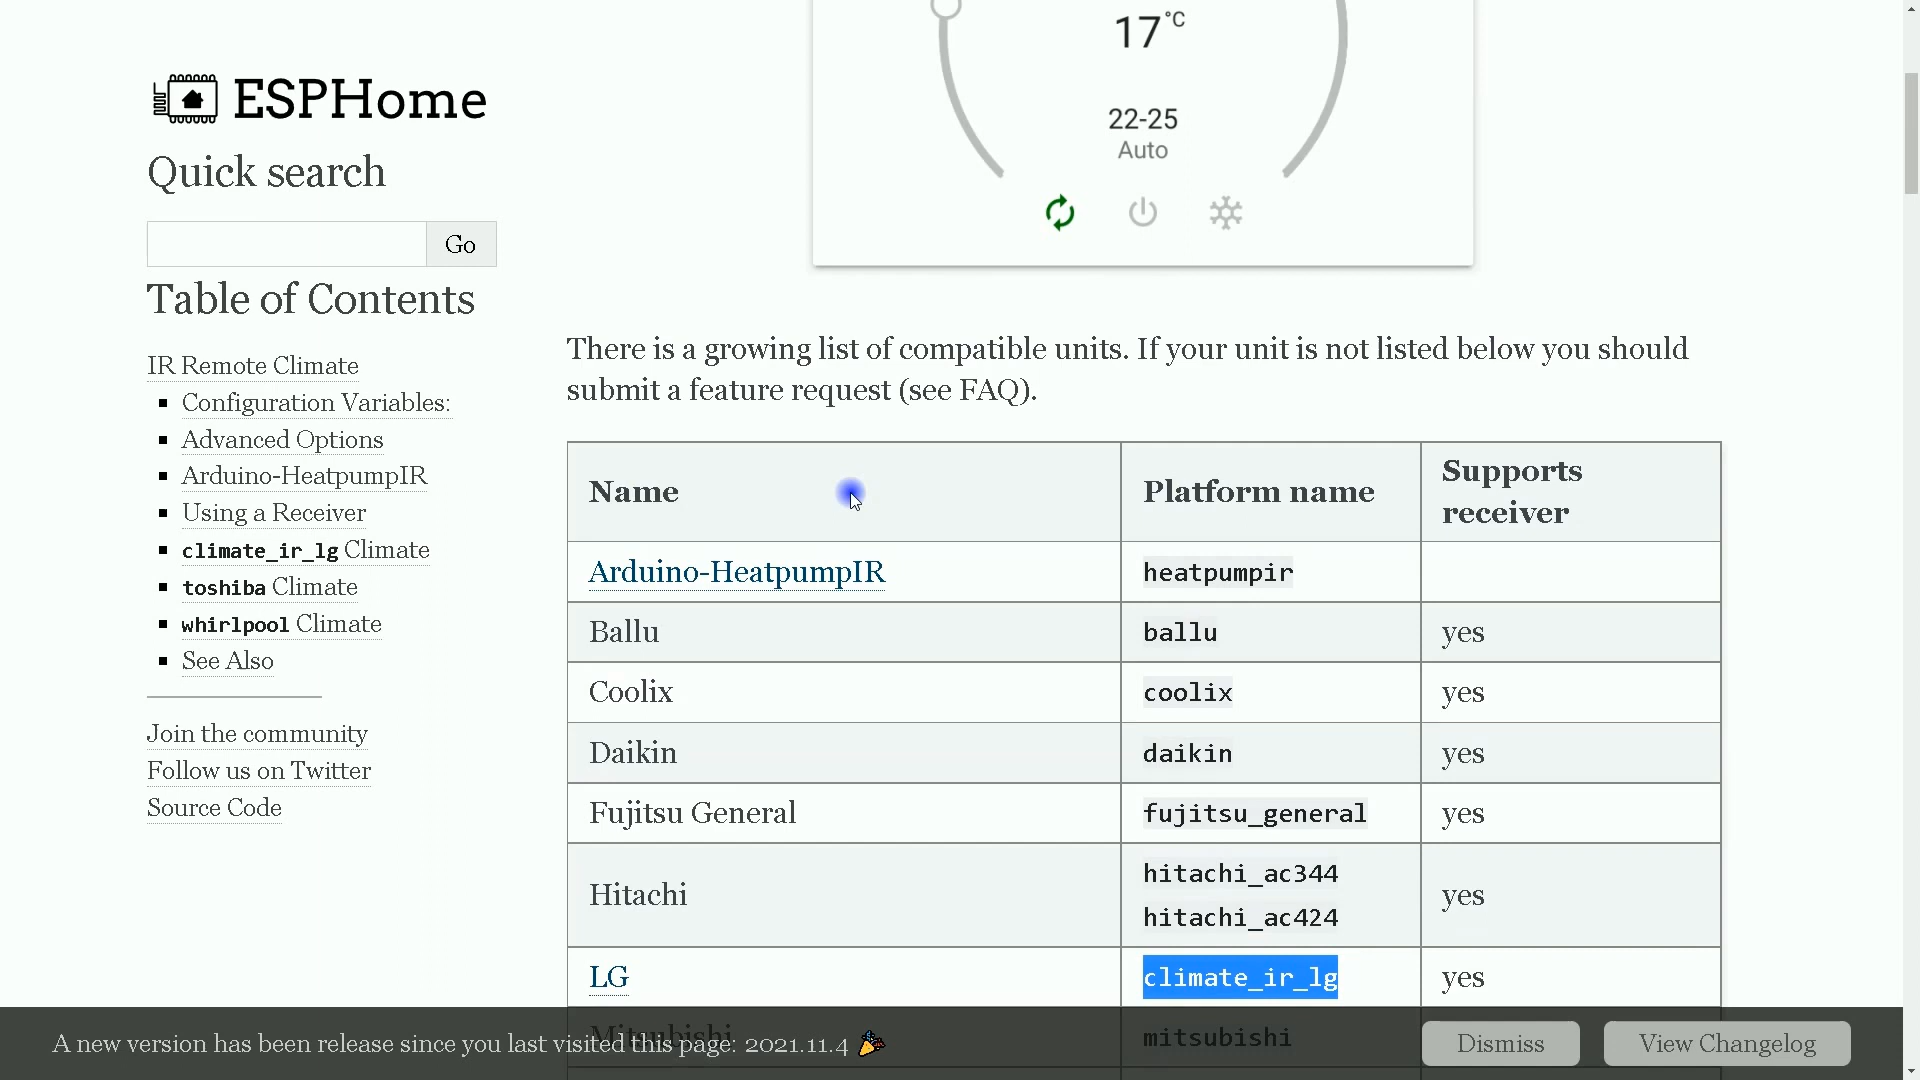 17°C
22-25
Auto
ESPHome
Quick search
Go
Table of Contents
IR Remote Climate
Configuration Variables:
Advanced Options
Arduino-HeatpumpIR
Using a Receiver
climate_ir_lg Climate
toshiba Climate
whirlpool Climate
See Also
Join the community
Follow us on Twitter
Source Code
There is a growing list of compatible units. If your unit is not listed below you should
submit a feature request (see FAQ).
Name Platform name Supports
receiver
Arduino-HeatpumpIR heatpumpir
Ballu ballu yes
Coolix coolix yes
Daikin daikin yes
Fujitsu General fujitsu_general yes
Hitachi hitachi_ac344
hitachi_ac424 yes
LG climate_ir_lg yes
Mitsubishi mitsubishi
A new version has been release since you last visited this page: 2021.11.4 🎉 Dismiss View Changelog